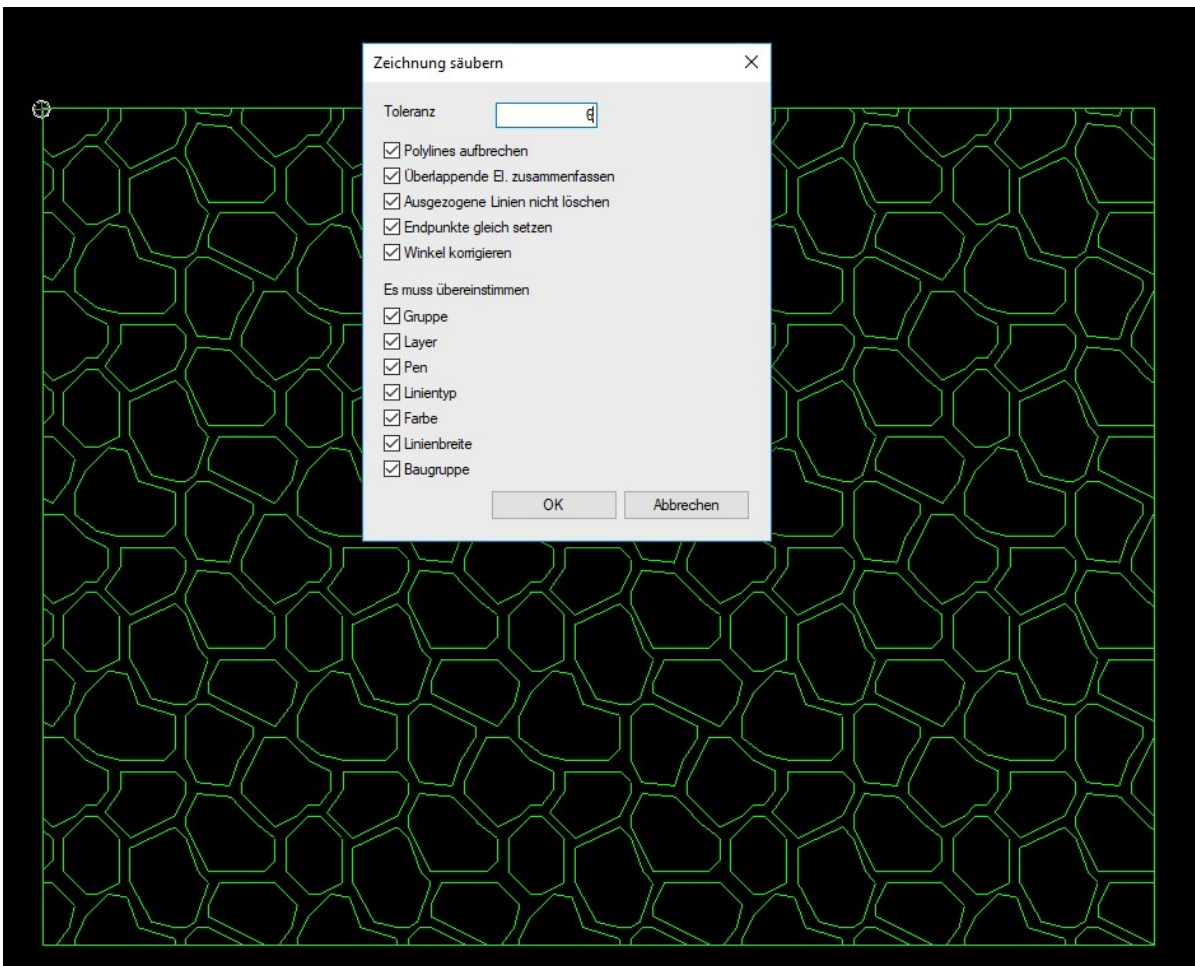 Zeichnung säubern
Toleranz
Polylines aufbrechen
Überlappende El. zusammenfassen
Ausgezogene Linien nicht löschen
Endpunkte gleich setzen
Winkel korrigieren
Es muss übereinstimmen
Gruppe
Layer
Pen
Linientyp
Farbe
Linienbreite
Baugruppe
OK Abbrechen